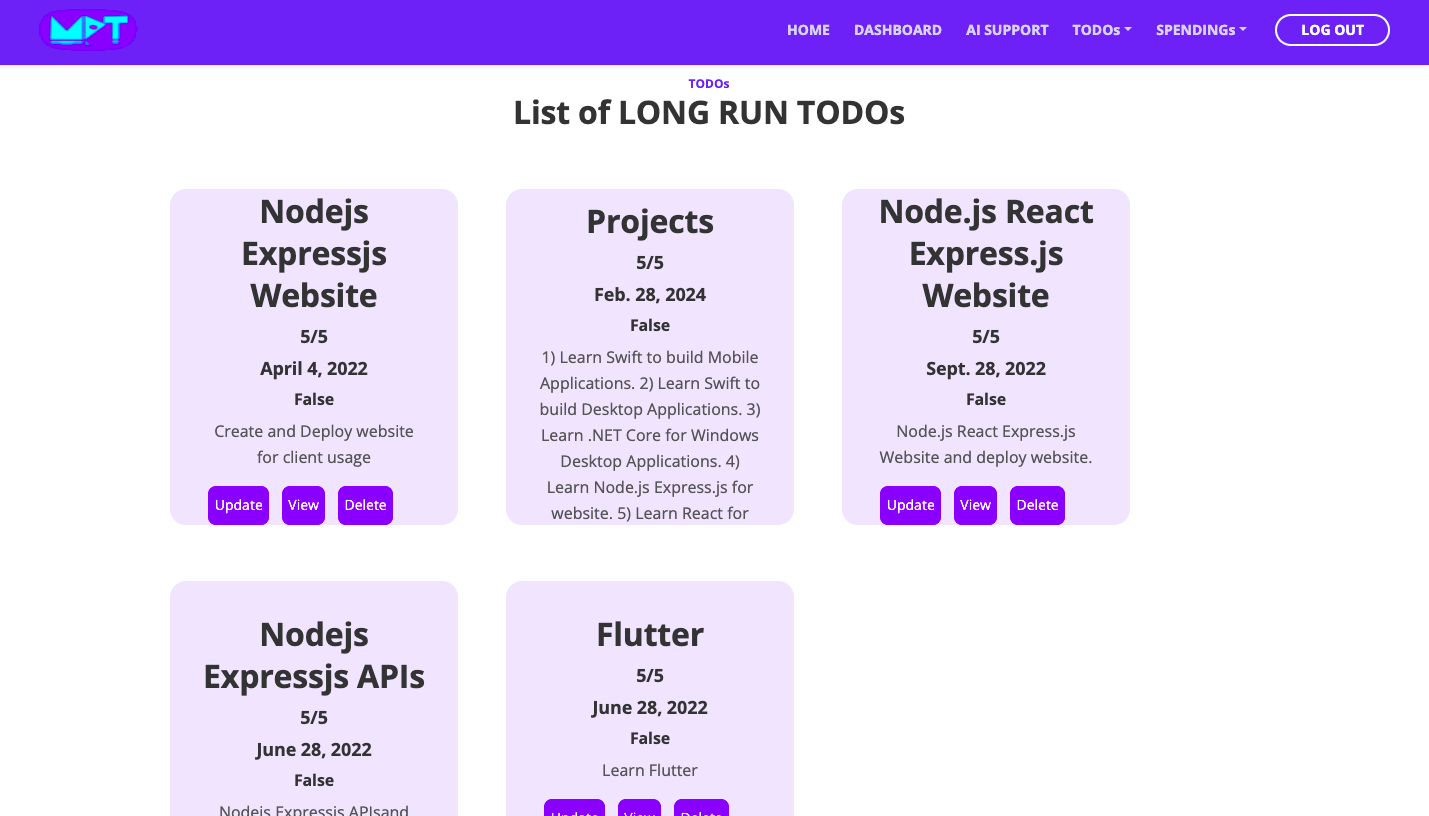 MPT
HOME DASHBOARD AI SUPPORT TODOs SPENDINGs LOG OUT
TODOs
List of LONG RUN TODOs
Nodejs
Expressjs
Website
5/5
April 4, 2022
False
Create and Deploy website
for client usage
Update View Delete
Projects
5/5
Feb. 28, 2024
False
1) Learn Swift to build Mobile
Applications. 2) Learn Swift to
build Desktop Applications. 3)
Learn .NET Core for Windows
Desktop Applications. 4)
Learn Node.js Express.js for
website. 5) Learn React for
Node.js React
Express.js
Website
5/5
Sept. 28, 2022
False
Node.js React Express.js
Website and deploy website.
Update View Delete
Nodejs
Expressjs APIs
5/5
June 28, 2022
False
Nodejs Expressjs APIsand
Flutter
5/5
June 28, 2022
False
Learn Flutter
Update View Delete